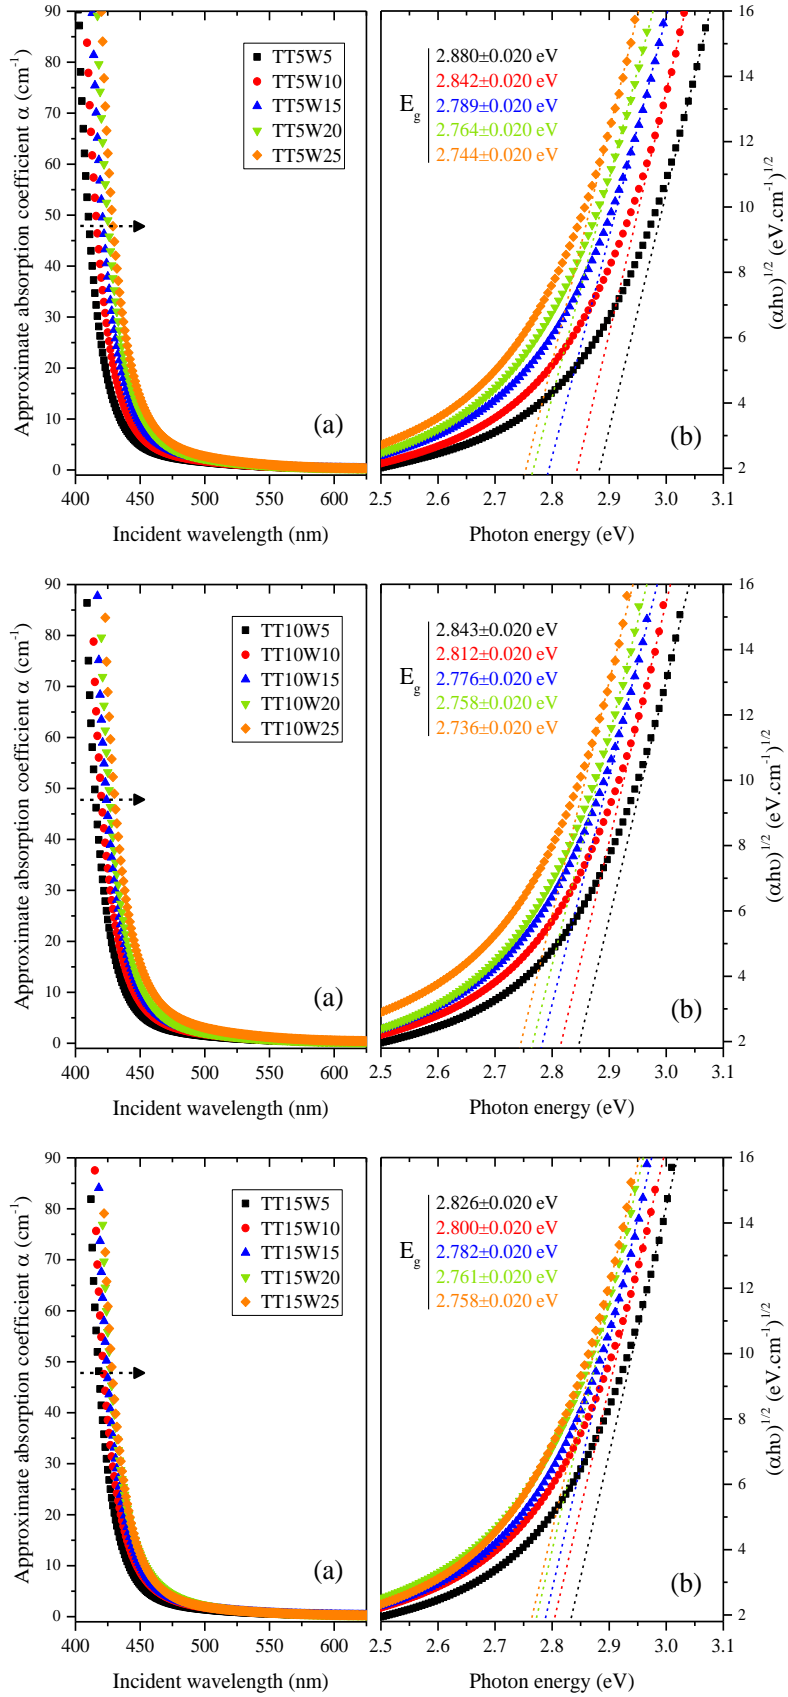 90
80
70
60
50
40
30
20
10
0
Approximate absorption coefficient α (cm⁻¹)
TT5W5
TT5W10
TT5W15
TT5W20
TT5W25
(a)
400 450 500 550 600
Incident wavelength (nm)
E_g
2.880±0.020 eV
2.842±0.020 eV
2.789±0.020 eV
2.764±0.020 eV
2.744±0.020 eV
(b)
2.5 2.6 2.7 2.8 2.9 3.0 3.1
Photon energy (eV)
16
14
12
10
8
6
4
2
(αhυ)^1/2 (eV.cm⁻¹)^1/2
90
80
70
60
50
40
30
20
10
0
Approximate absorption coefficient α (cm⁻¹)
TT10W5
TT10W10
TT10W15
TT10W20
TT10W25
(a)
400 450 500 550 600
Incident wavelength (nm)
E_g
2.843±0.020 eV
2.812±0.020 eV
2.776±0.020 eV
2.758±0.020 eV
2.736±0.020 eV
(b)
2.5 2.6 2.7 2.8 2.9 3.0 3.1
Photon energy (eV)
16
14
12
10
8
6
4
2
(αhυ)^1/2 (eV.cm⁻¹)^1/2
90
80
70
60
50
40
30
20
10
0
Approximate absorption coefficient α (cm⁻¹)
TT15W5
TT15W10
TT15W15
TT15W20
TT15W25
(a)
400 450 500 550 600
Incident wavelength (nm)
E_g
2.826±0.020 eV
2.800±0.020 eV
2.782±0.020 eV
2.761±0.020 eV
2.758±0.020 eV
(b)
2.5 2.6 2.7 2.8 2.9 3.0 3.1
Photon energy (eV)
16
14
12
10
8
6
4
2
(αhυ)^1/2 (eV.cm⁻¹)^1/2